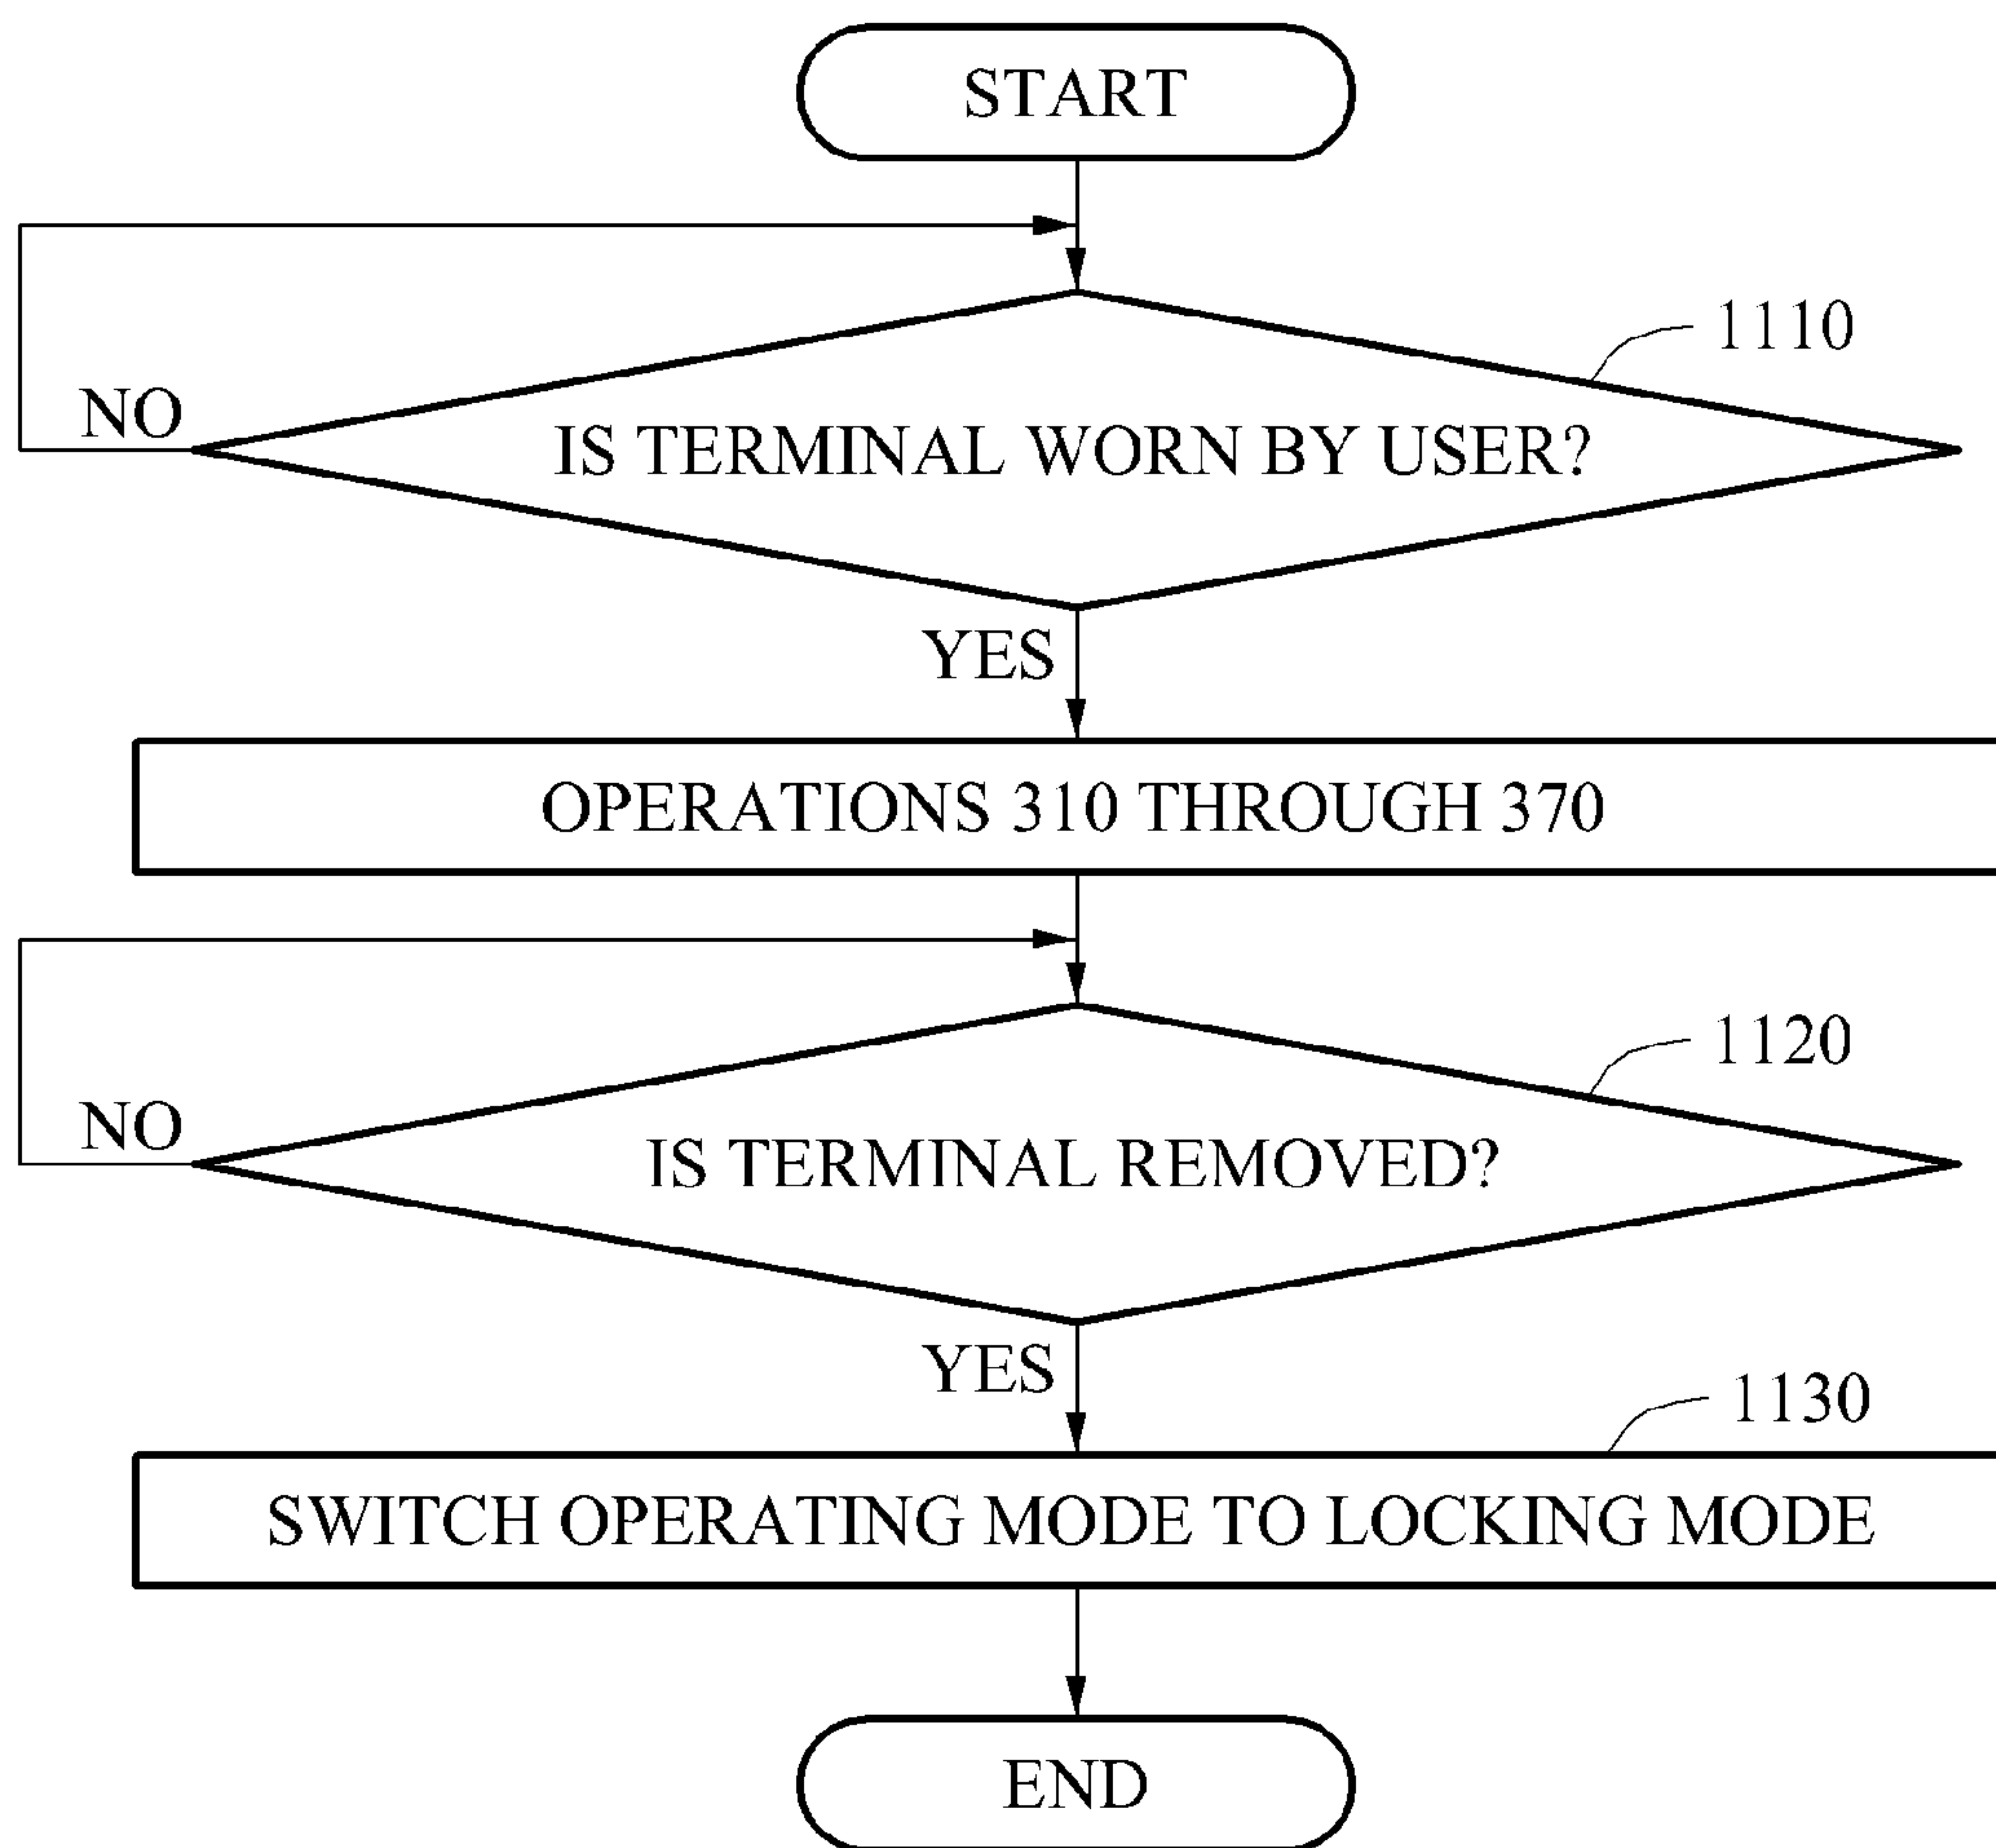 START
1110
NO
IS TERMINAL WORN BY USER?
YES
OPERATIONS 310 THROUGH 370
1120
NO
IS TERMINAL REMOVED?
YES
1130
SWITCH OPERATING MODE TO LOCKING MODE
END